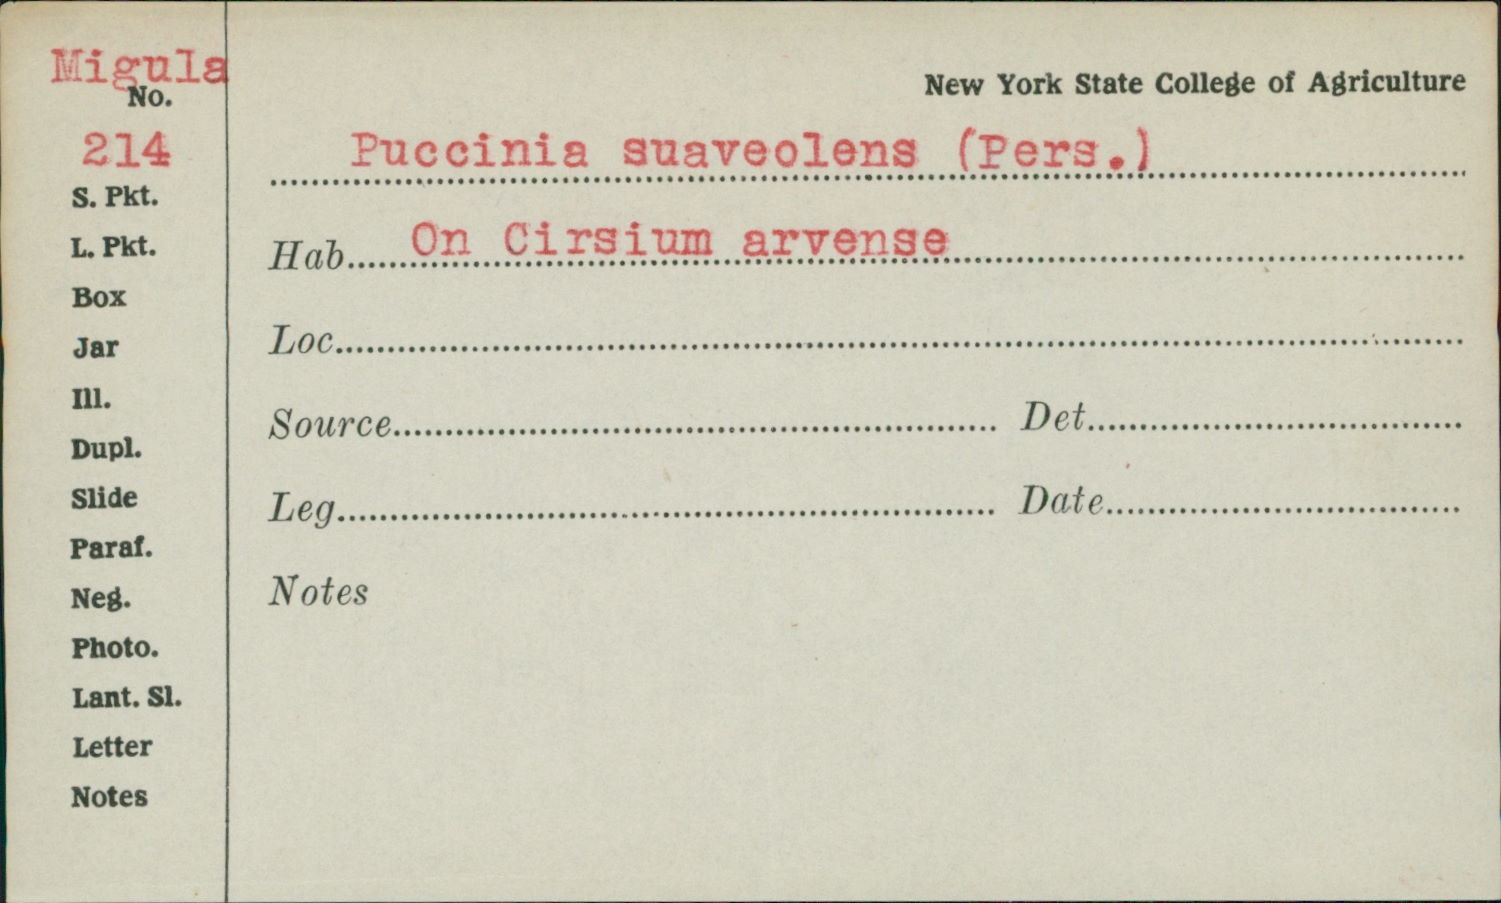 Migula
No.
214
S. Pkt.
L. Pkt.
Box
Jar
Ill.
Dupl.
Slide
Paraf.
Neg.
Photo.
Lant. Sl.
Letter
Notes
New York State College of Agriculture
Puccinia suaveolens (Pers.)
Hab. On Cirsium arvense
Loc.
Source Det.
Leg. Date
Notes